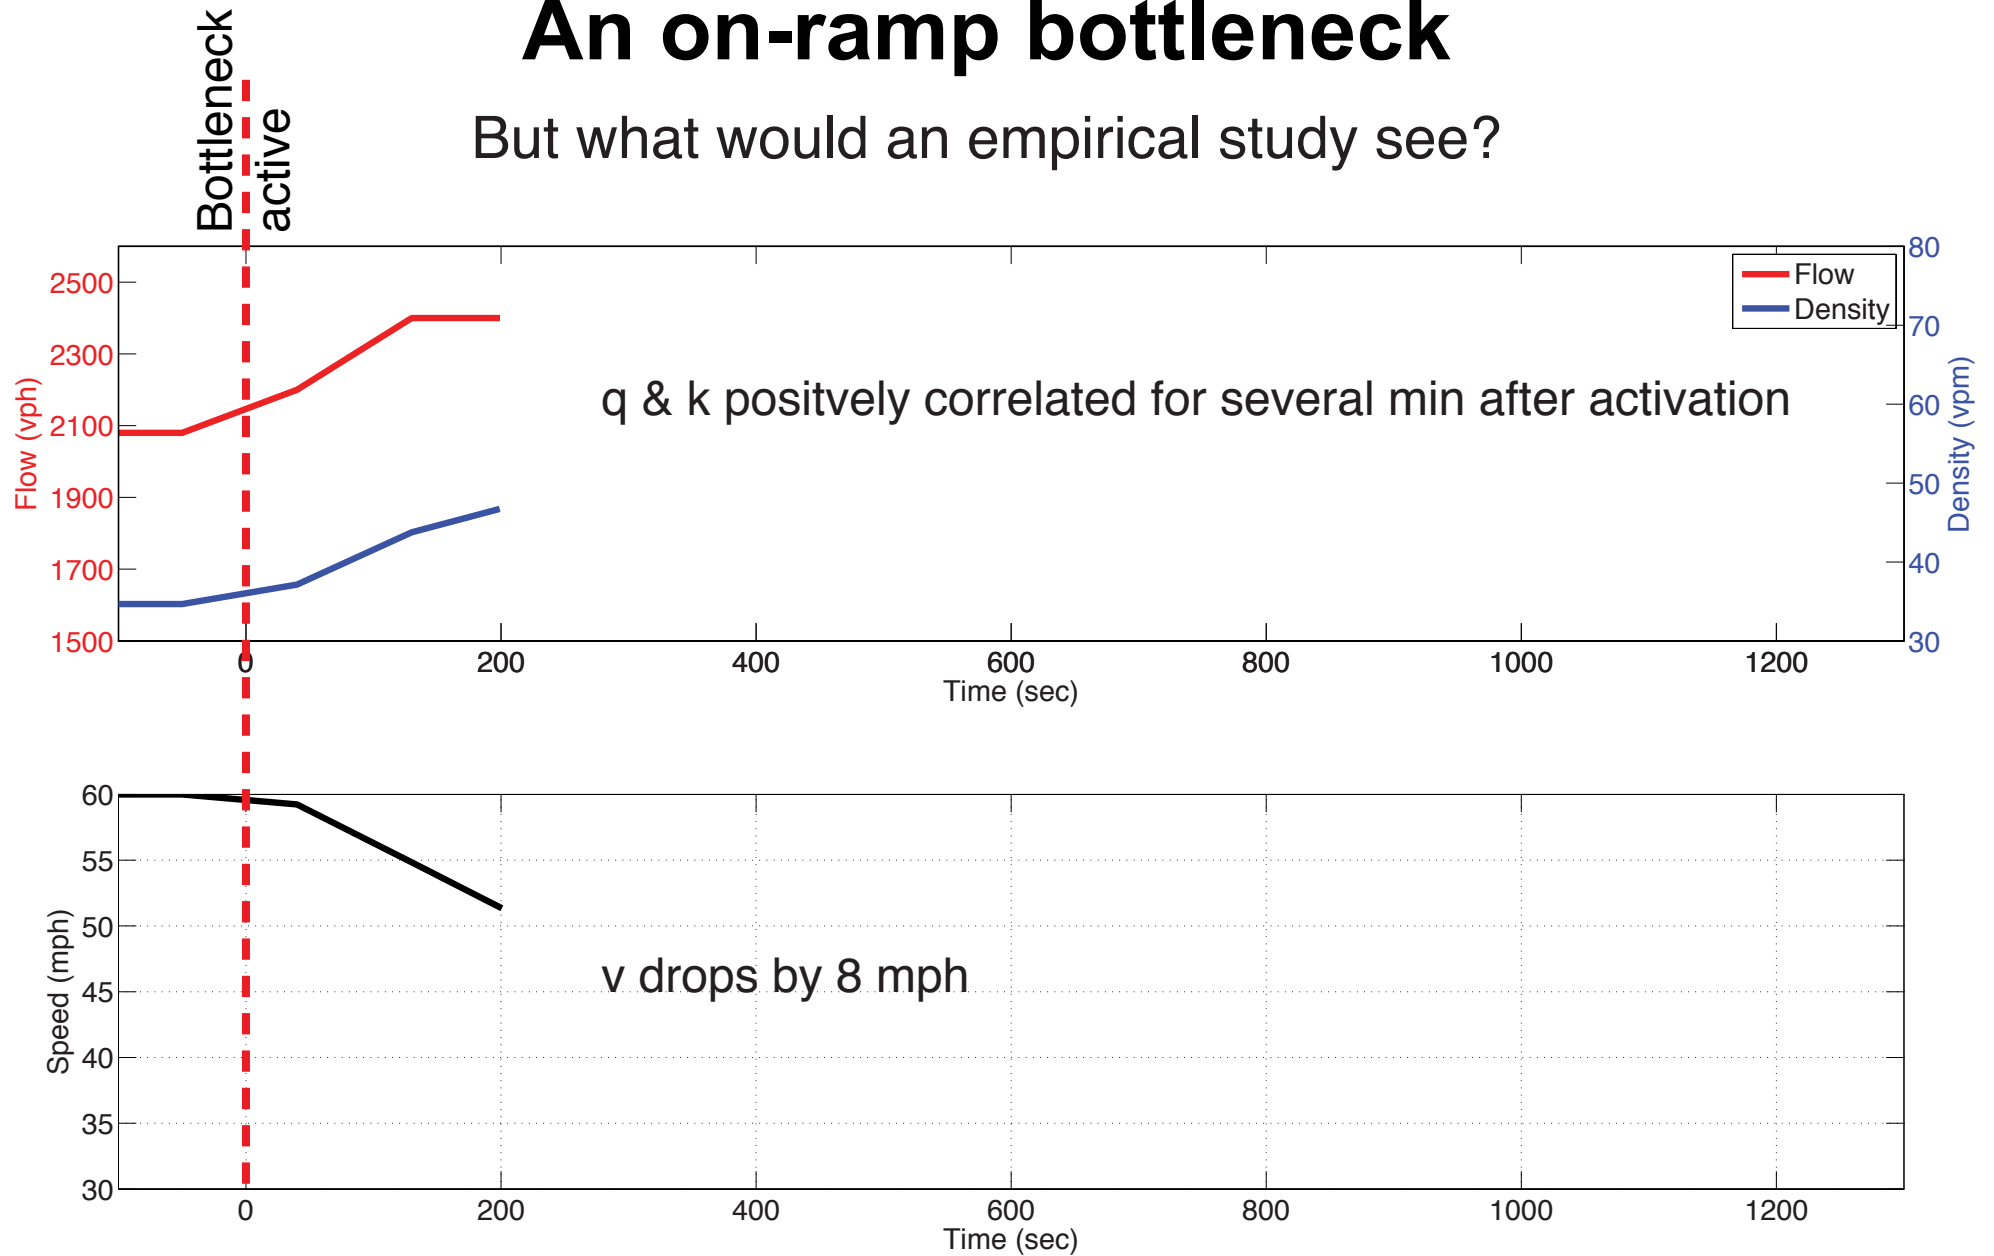 An on-ramp bottleneck
But what would an empirical study see?
Bottleneck
active
Flow (vph)
2500
2300
2100
1900
1700
1500
Flow
Density
80
70
60
50
40
30
Density (vpm)
q & k positvely correlated for several min after activation
0 200 400 600 800 1000 1200
Time (sec)
Speed (mph)
60
55
50
45
40
35
30
v drops by 8 mph
0 200 400 600 800 1000 1200
Time (sec)